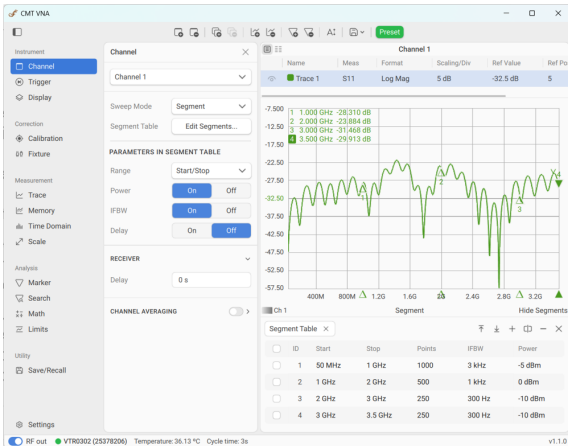 CMT VNA
Preset
Instrument
Channel
Trigger
Display
Correction
Calibration
Fixture
Measurement
Trace
Memory
Time Domain
Scale
Analysis
Marker
Search
Math
Limits
Utility
Save/Recall
Settings
Channel
Channel 1
Sweep Mode Segment
Segment Table Edit Segments...
PARAMETERS IN SEGMENT TABLE
Range Start/Stop
Power On Off
IFBW On Off
Delay On Off
RECEIVER
Delay 0 s
CHANNEL AVERAGING
Channel 1
Name Meas Format Scaling/Div Ref Value Ref Po
Trace 1 S11 Log Mag 5 dB -32.5 dB 5
1 1.000 GHz -28.310 dB
2 2.000 GHz -23.884 dB
3 3.000 GHz -31.468 dB
4 3.500 GHz -29.913 dB
-7.500
-12.50
-17.50
-22.50
-27.50
-32.50
-37.50
-42.50
-47.50
-52.50
-57.50
1
2
3
4
400M 800M 1.2G 1.6G 2G 2.4G 2.8G 3.2G
Ch 1 Segment Hide Segments
Segment Table
ID Start Stop Points IFBW Power
1 50 MHz 1 GHz 1000 3 kHz -5 dBm
2 1 GHz 2 GHz 500 1 kHz 0 dBm
3 2 GHz 3 GHz 250 300 Hz -10 dBm
4 3 GHz 3.5 GHz 250 300 Hz -10 dBm
RF out VTR0302 (25378206) Temperature: 36.13 °C Cycle time: 3s v1.1.0